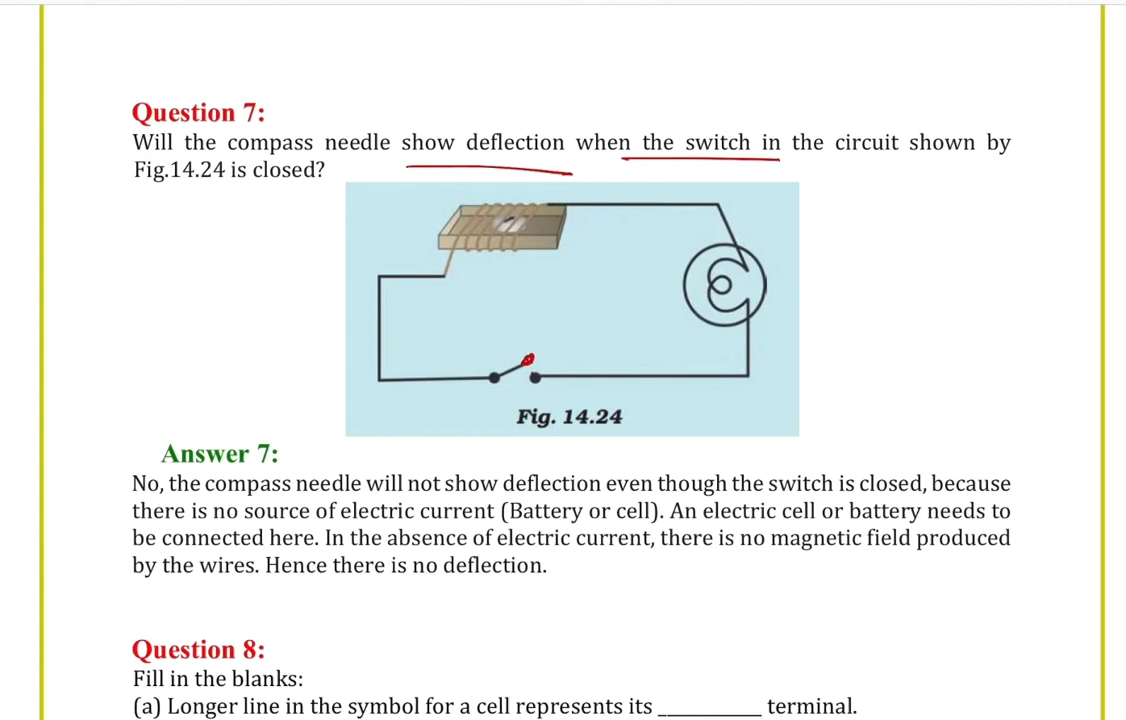 Question 7:
Will the compass needle show deflection when the switch in the circuit shown by
Fig.14.24 is closed?
Fig. 14.24
Answer 7:
No, the compass needle will not show deflection even though the switch is closed, because
there is no source of electric current (Battery or cell). An electric cell or battery needs to
be connected here. In the absence of electric current, there is no magnetic field produced
by the wires. Hence there is no deflection.
Question 8:
Fill in the blanks:
(a) Longer line in the symbol for a cell represents its __________ terminal.